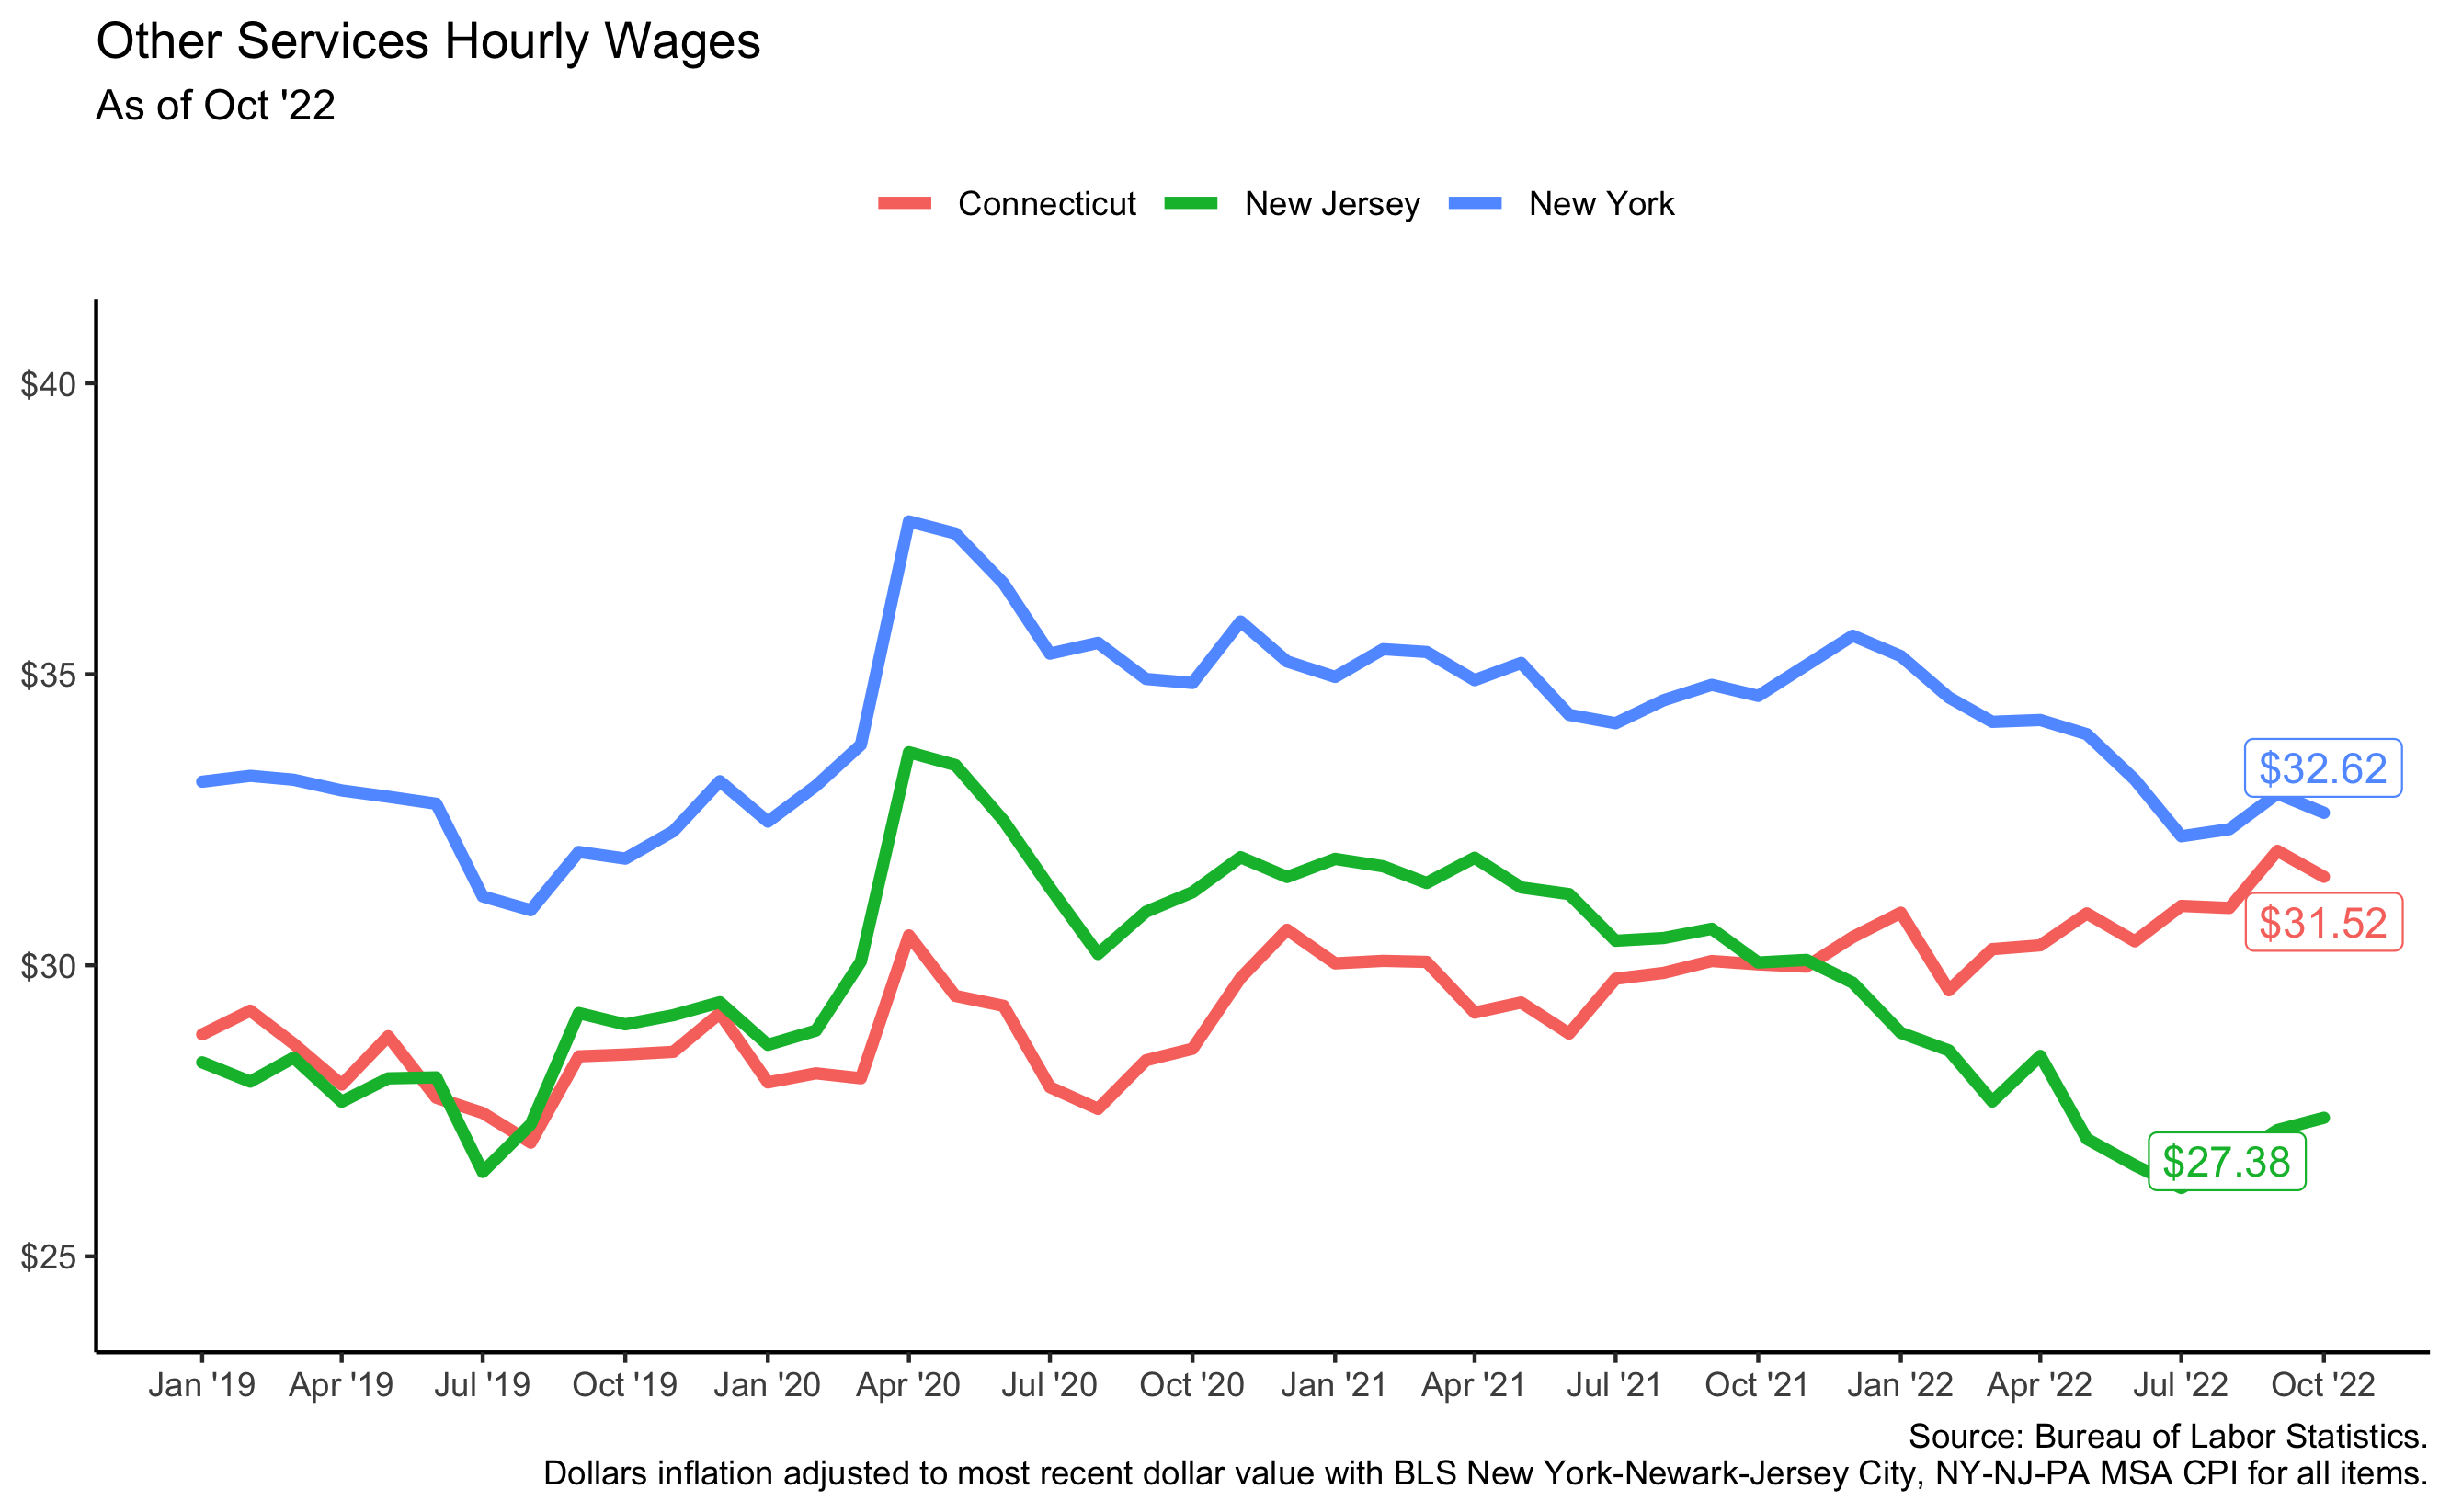 Other Services Hourly Wages
As of Oct '22
Connecticut New Jersey New York
$40
$35
$30
$25
$32.62
$31.52
$27.38
Jan '19 Apr '19 Jul '19 Oct '19 Jan '20 Apr '20 Jul '20 Oct '20 Jan '21 Apr '21 Jul '21 Oct '21 Jan '22 Apr '22 Jul '22 Oct '22
Source: Bureau of Labor Statistics.
Dollars inflation adjusted to most recent dollar value with BLS New York-Newark-Jersey City, NY-NJ-PA MSA CPI for all items.